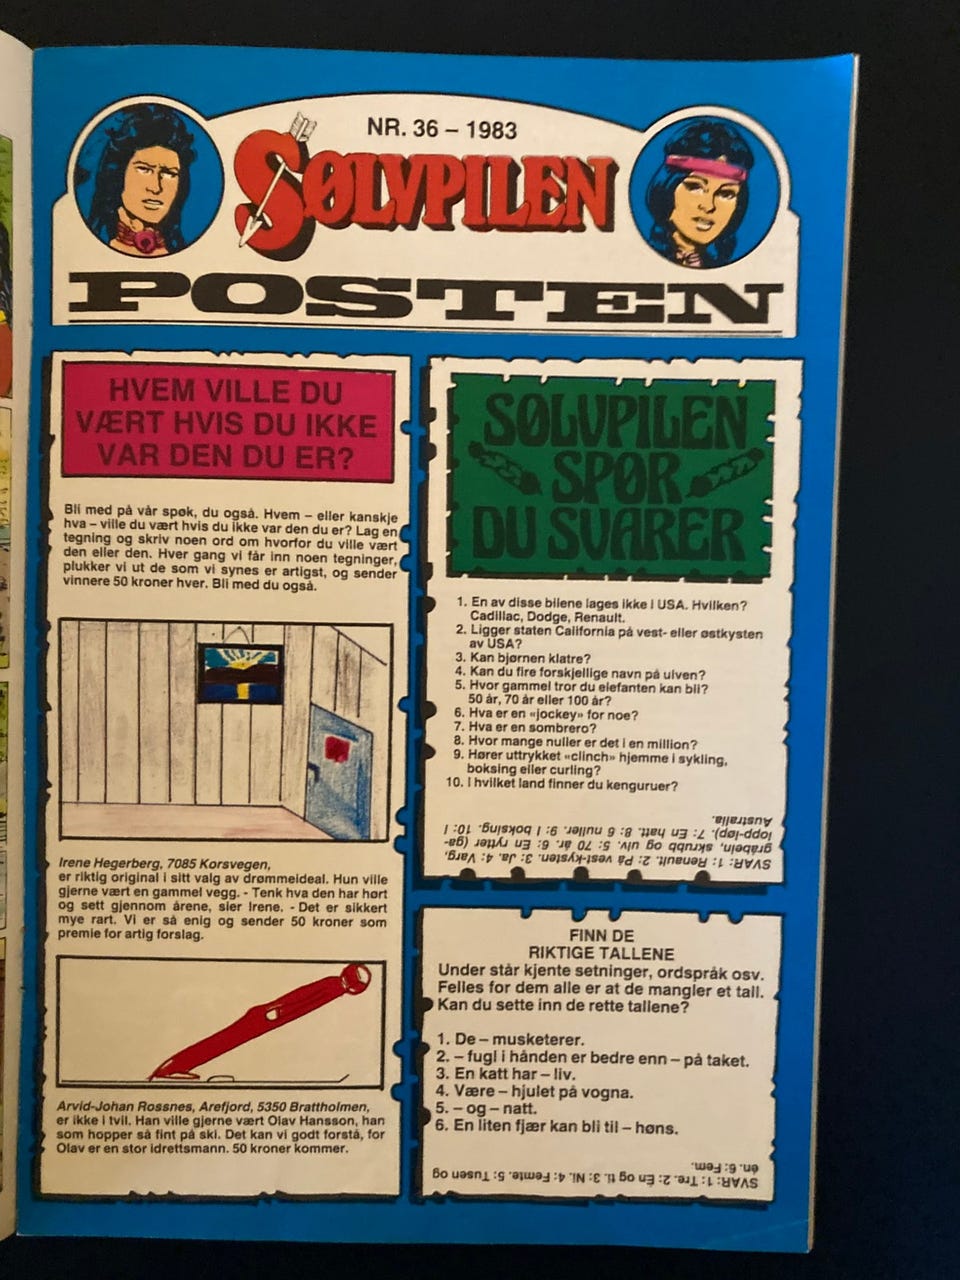 NR. 36 – 1983
SØLVPILEN
POSTEN
HVEM VILLE DU
VÆRT HVIS DU IKKE
VAR DEN DU ER?
Bli med på vår spøk, du også. Hvem – eller kanskje
hva – ville du vært hvis du ikke var den du er? Lag en
tegning og skriv noen ord om hvorfor du ville vært
den eller den. Hver gang vi får inn noen tegninger,
plukker vi ut de som vi synes er artigst, og sender
vinnere 50 kroner hver. Bli med du også.
Irene Hegerberg, 7085 Korsvegen,
er riktig original i sitt valg av drømmeideal. Hun ville
gjerne vært en gammel vegg. - Tenk hva den har hørt
og sett gjennom årene, sier Irene. - Det er sikkert
mye rart. Vi er så enig og sender 50 kroner som
premie for artig forslag.
Arvid-Johan Rossnes, Arefjord, 5350 Brattholmen,
er ikke i tvil. Han ville gjerne vært Olav Hansson, han
som hopper så fint på ski. Det kan vi godt forstå, for
Olav er en stor idrettsmann. 50 kroner kommer.
SØLVPILEN
SPØR
DU SVARER
1. En av disse bilene lages ikke i USA. Hvilken?
Cadillac, Dodge, Renault.
2. Ligger staten California på vest- eller østkysten
av USA?
3. Kan bjørnen klatre?
4. Kan du fire forskjellige navn på ulven?
5. Hvor gammel tror du elefanten kan bli?
50 år, 70 år eller 100 år?
6. Hva er en «jockey» for noe?
7. Hva er en sombrero?
8. Hvor mange nuller er det i en million?
9. Hører uttrykket «clinch» hjemme i sykling,
boksing eller curling?
10. I hvilket land finner du kenguruer?
SVAR: 1: Renault. 2: På vest-kysten. 3: Ja. 4: Varg,
gråbein, skrubb og ulv. 5: 70 år. 6: En rytter (ga-
lopp-løp). 7: En hatt. 8: 6 nuller. 9: I boksing. 10: I
Australia.
FINN DE
RIKTIGE TALLENE
Under står kjente setninger, ordspråk osv.
Felles for dem alle er at de mangler et tall.
Kan du sette inn de rette tallene?
1. De – musketerer.
2. – fugl i hånden er bedre enn – på taket.
3. En katt har – liv.
4. Være – hjulet på vogna.
5. – og – natt.
6. En liten fjær kan bli til – høns.
SVAR: 1: Tre. 2: Én og ti. 3: Ni. 4: Femte. 5: Tusen og
én. 6: Fem.